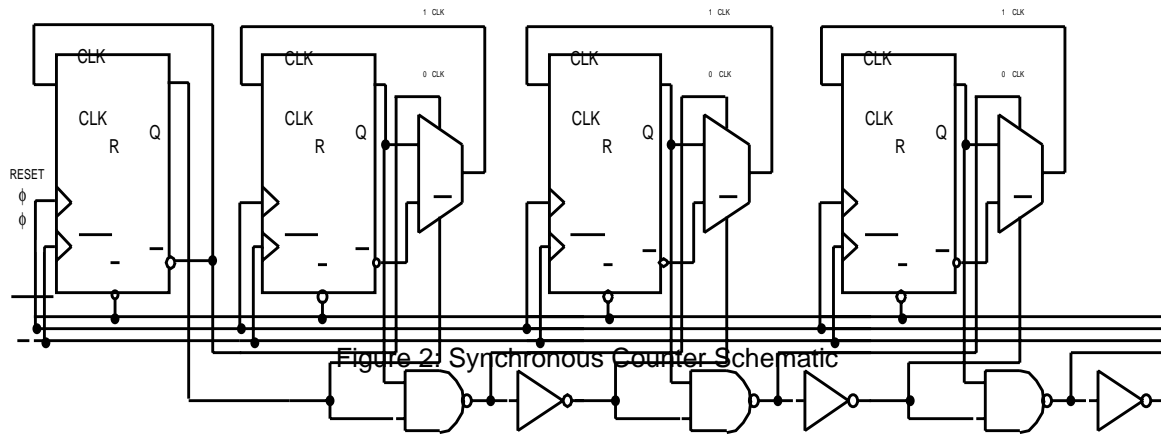 1 CLK 1 CLK 1 CLK
CLK CLK CLK CLK
0 CLK 0 CLK 0 CLK
CLK CLK CLK CLK
Q Q Q Q
R R R R
RESET
ϕ
ϕ
Figure 2: Synchronous Counter Schematic